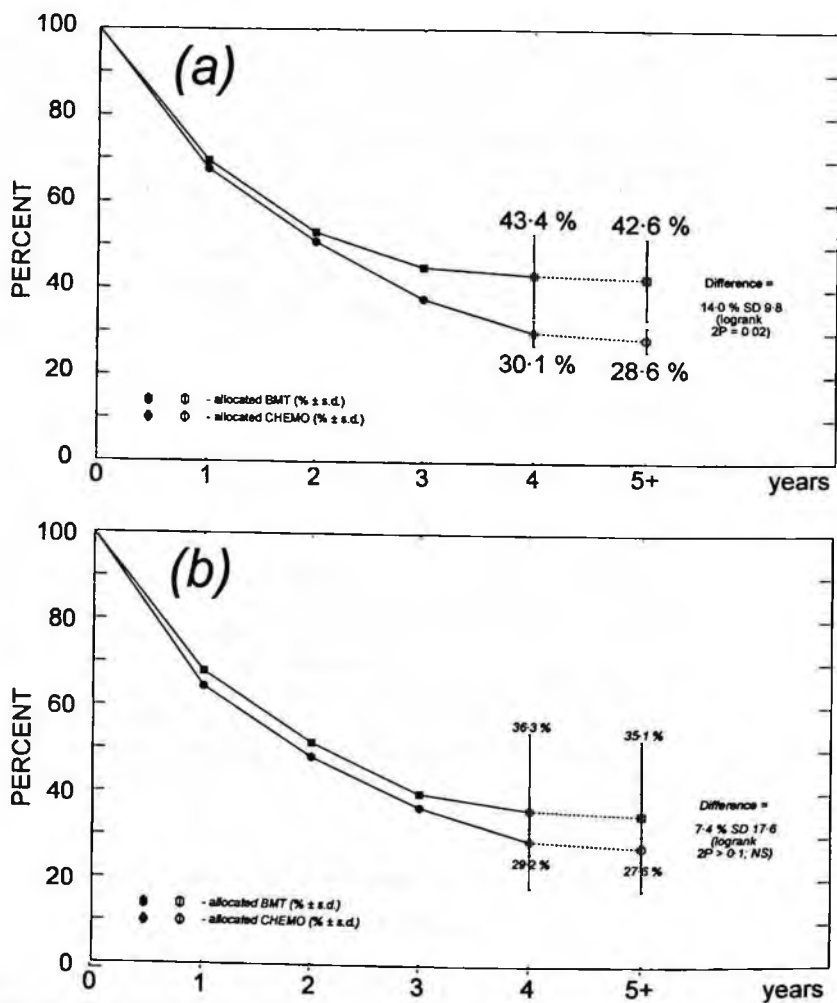 (a)
100
80
60
40
20
0
PERCENT
43·4 % 42·6 %
30·1 % 28·6 %
Difference =
14·0 % SD 9·8
(logrank
2P = 0·02)
- allocated BMT (% ± s.d.)
- allocated CHEMO (% ± s.d.)
0 1 2 3 4 5+ years
(b)
100
80
60
40
20
0
PERCENT
36·3 % 35·1 %
29·2 % 27·6 %
Difference =
7·4 % SD 17·6
(logrank
2P > 0·1; NS)
- allocated BMT (% ± s.d.)
- allocated CHEMO (% ± s.d.)
0 1 2 3 4 5+ years